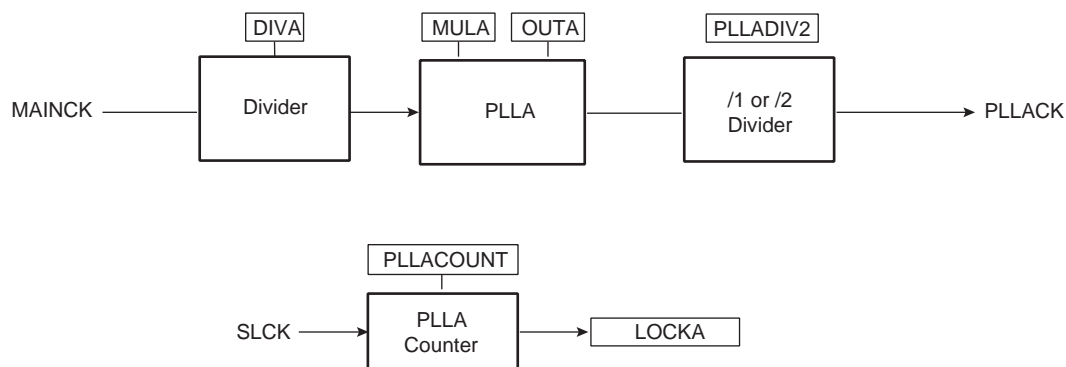 DIVA
MULA
OUTA
PLLADIV2
MAINCK
Divider
PLLA
/1 or /2
Divider
PLLACK
PLLACOUNT
SLCK
PLLA
Counter
LOCKA